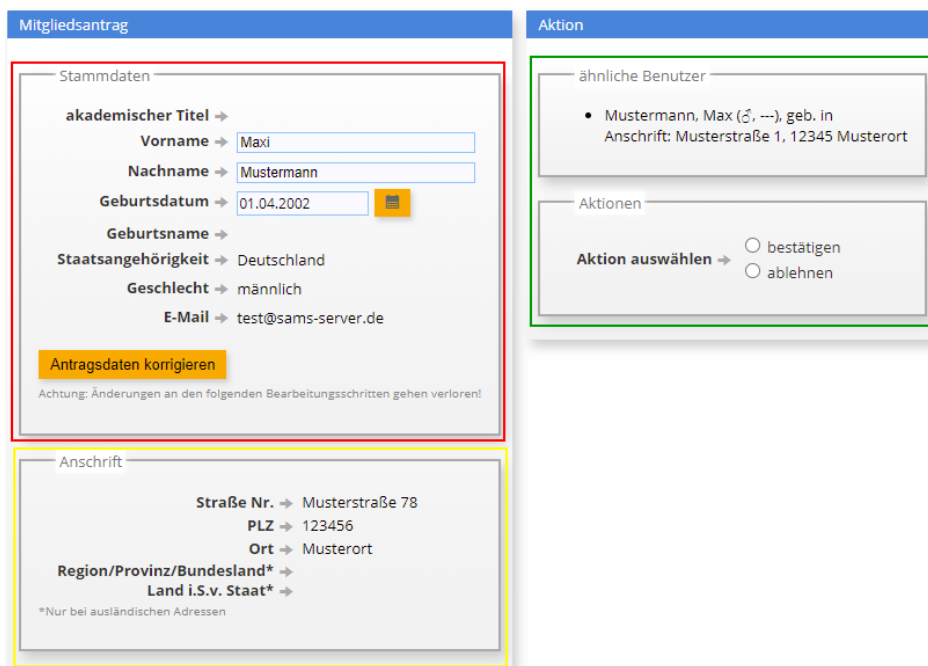 Mitgliedsantrag
Stammdaten
akademischer Titel
Vorname Maxi
Nachname Mustermann
Geburtsdatum 01.04.2002
Geburtsname
Staatsangehörigkeit Deutschland
Geschlecht männlich
E-Mail test@sams-server.de
Antragsdaten korrigieren
Achtung: Änderungen an den folgenden Bearbeitungsschritten gehen verloren!
Anschrift
Straße Nr. Musterstraße 78
PLZ 123456
Ort Musterort
Region/Provinz/Bundesland*
Land i.S.v. Staat*
*Nur bei ausländischen Adressen
Aktion
ähnliche Benutzer
• Mustermann, Max (♂, ---), geb. in
Anschrift: Musterstraße 1, 12345 Musterort
Aktionen
Aktion auswählen bestätigen
ablehnen